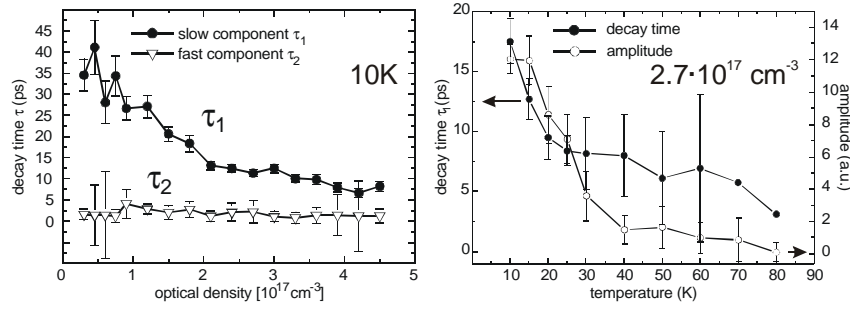 45
40
35
30
25
20
15
10
5
0
decay time τ (ps)
slow component τ1
fast component τ2
10K
τ1
τ2
0 1 2 3 4 5
optical density [10^17cm^-3]
20
15
10
5
0
decay time τ1(ps)
decay time
amplitude
2.7·10^17 cm^-3
14
12
10
8
6
4
2
0
amplitude (a.u.)
10 20 30 40 50 60 70 80 90
temperature (K)